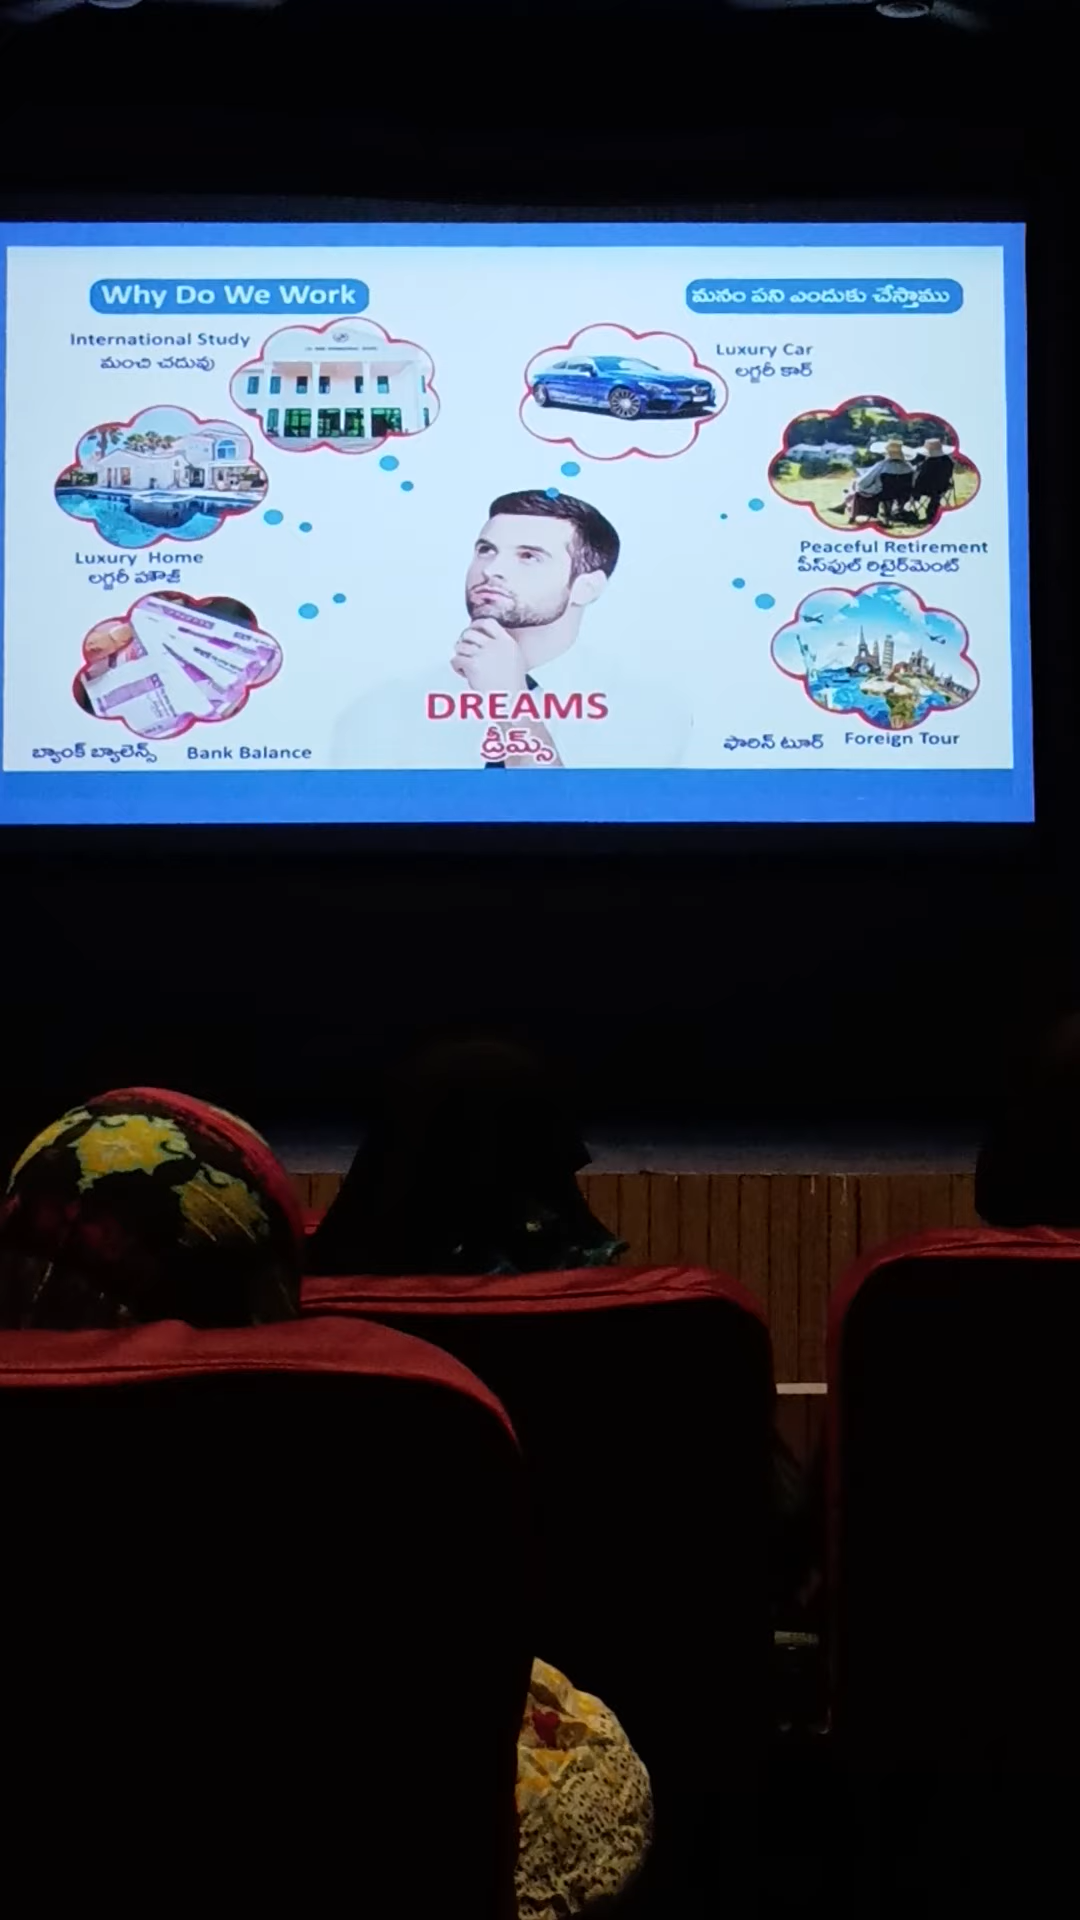 Why Do We Work
మనం పని ఎందుకు చేస్తాము
International Study
మంచి చదువు
Luxury Car
లగ్జరీ కార్
Luxury Home
లగ్జరీ హౌజ్
Peaceful Retirement
పీస్‌ఫుల్ రిటైర్‌మెంట్
DREAMS
డ్రీమ్స్
బ్యాంక్ బ్యాలెన్స్ Bank Balance
ఫారిన్ టూర్ Foreign Tour